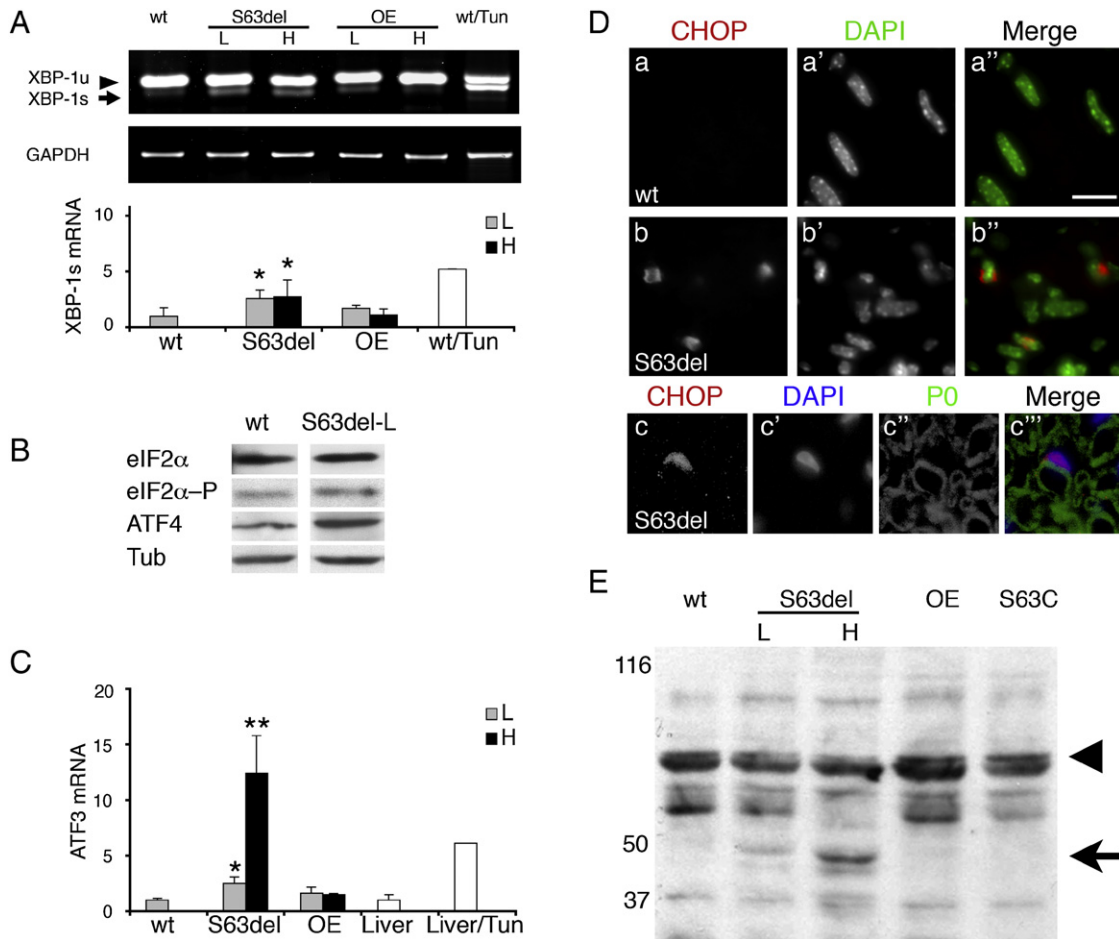 A
wt S63del OE wt/Tun
L H L H
XBP-1u
XBP-1s
GAPDH
XBP-1s mRNA
10
5
0
* *
L
H
wt S63del OE wt/Tun
B
wt S63del-L
eIF2α
eIF2α–P
ATF4
Tub
C
ATF3 mRNA
20
15
10
5
0
* **
L
H
wt S63del OE Liver Liver/Tun
D
CHOP DAPI Merge
a a' a''
wt
b b' b''
S63del
CHOP DAPI P0 Merge
c c' c'' c'''
S63del
E
wt S63del OE S63C
L H
116
50
37